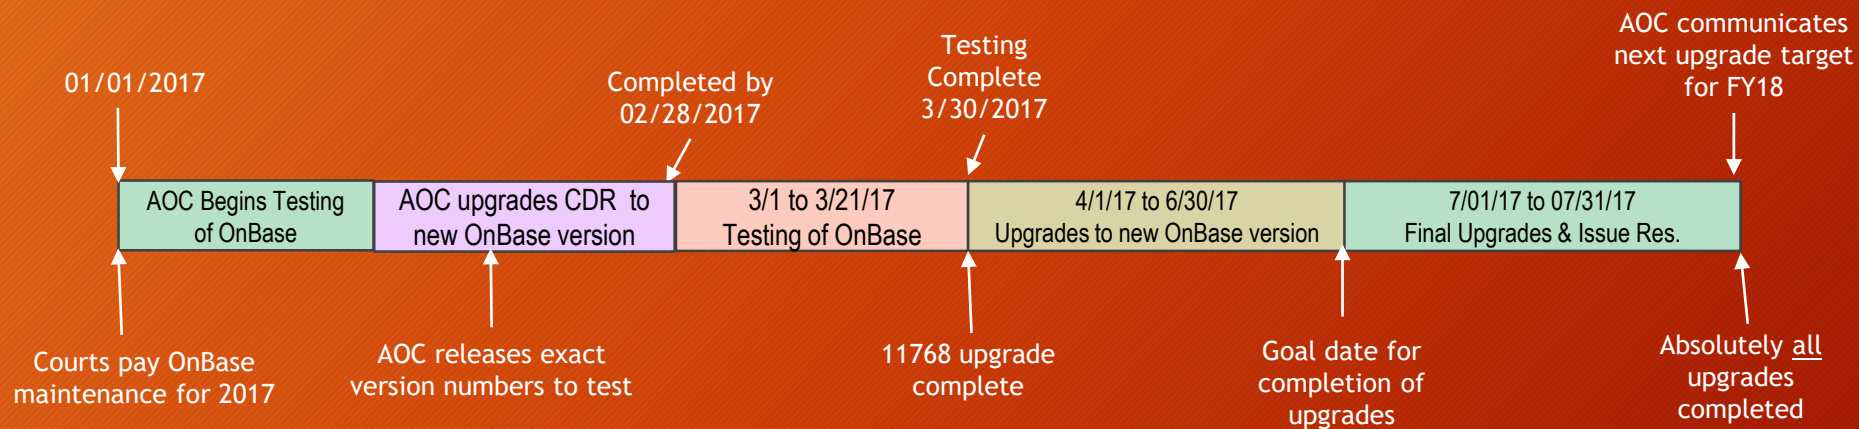 01/01/2017
Completed by
02/28/2017
Testing
Complete
3/30/2017
AOC communicates
next upgrade target
for FY18
AOC Begins Testing
of OnBase
AOC upgrades CDR to
new OnBase version
3/1 to 3/21/17
Testing of OnBase
4/1/17 to 6/30/17
Upgrades to new OnBase version
7/01/17 to 07/31/17
Final Upgrades & Issue Res.
Courts pay OnBase
maintenance for 2017
AOC releases exact
version numbers to test
11768 upgrade
complete
Goal date for
completion of
upgrades
Absolutely all
upgrades
completed